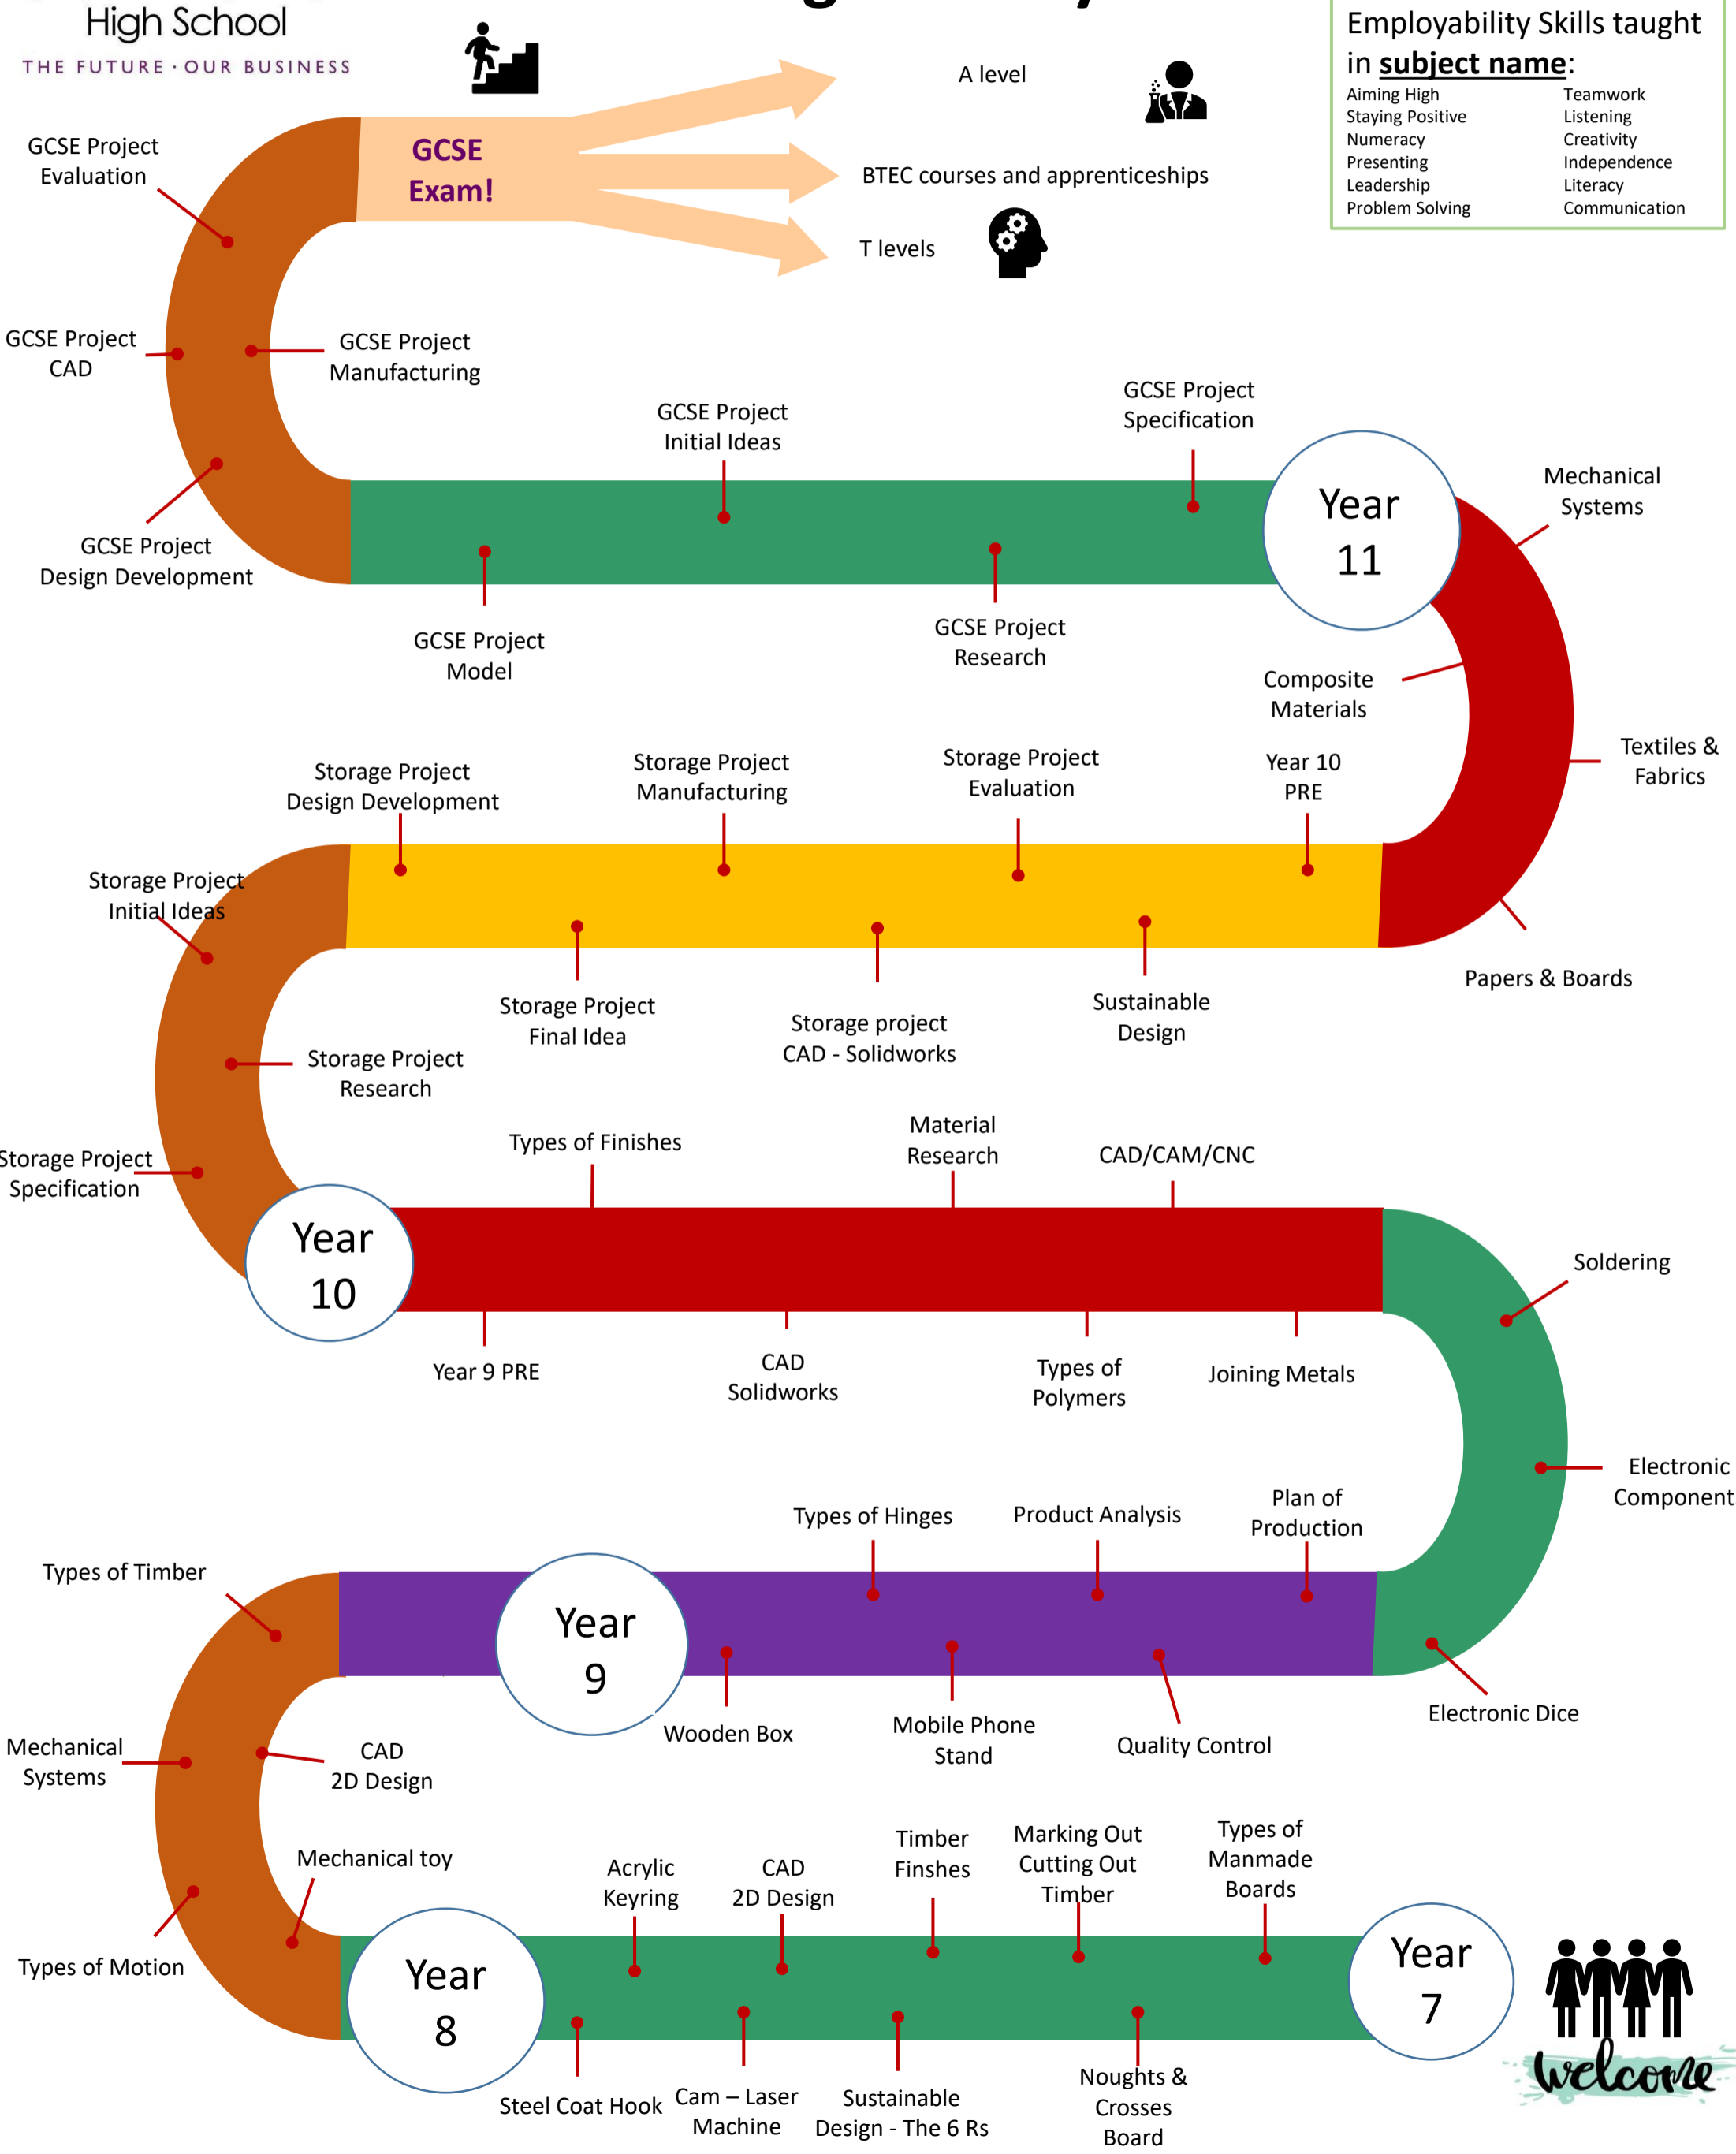 High School
THE FUTURE · OUR BUSINESS
Employability Skills taught
in subject name:
Aiming High
Staying Positive
Numeracy
Presenting
Leadership
Problem Solving
Teamwork
Listening
Creativity
Independence
Literacy
Communication
A level
BTEC courses and apprenticeships
T levels
GCSE
Exam!
GCSE Project
Evaluation
GCSE Project
CAD
GCSE Project
Manufacturing
GCSE Project
Design Development
GCSE Project
Initial Ideas
GCSE Project
Specification
GCSE Project
Model
GCSE Project
Research
Year
11
Mechanical
Systems
Composite
Materials
Textiles &
Fabrics
Papers & Boards
Storage Project
Design Development
Storage Project
Manufacturing
Storage Project
Evaluation
Year 10
PRE
Storage Project
Initial Ideas
Storage Project
Final Idea
Storage project
CAD - Solidworks
Sustainable
Design
Storage Project
Research
Storage Project
Specification
Year
10
Types of Finishes
Material
Research
CAD/CAM/CNC
Year 9 PRE
CAD
Solidworks
Types of
Polymers
Joining Metals
Soldering
Electronic
Component
Electronic Dice
Types of Hinges
Product Analysis
Plan of
Production
Year
9
Wooden Box
Mobile Phone
Stand
Quality Control
Types of Timber
Mechanical
Systems
CAD
2D Design
Mechanical toy
Types of Motion
Year
8
Acrylic
Keyring
CAD
2D Design
Timber
Finshes
Marking Out
Cutting Out
Timber
Types of
Manmade
Boards
Year
7
Steel Coat Hook
Cam – Laser
Machine
Sustainable
Design - The 6 Rs
Noughts &
Crosses
Board
welcome